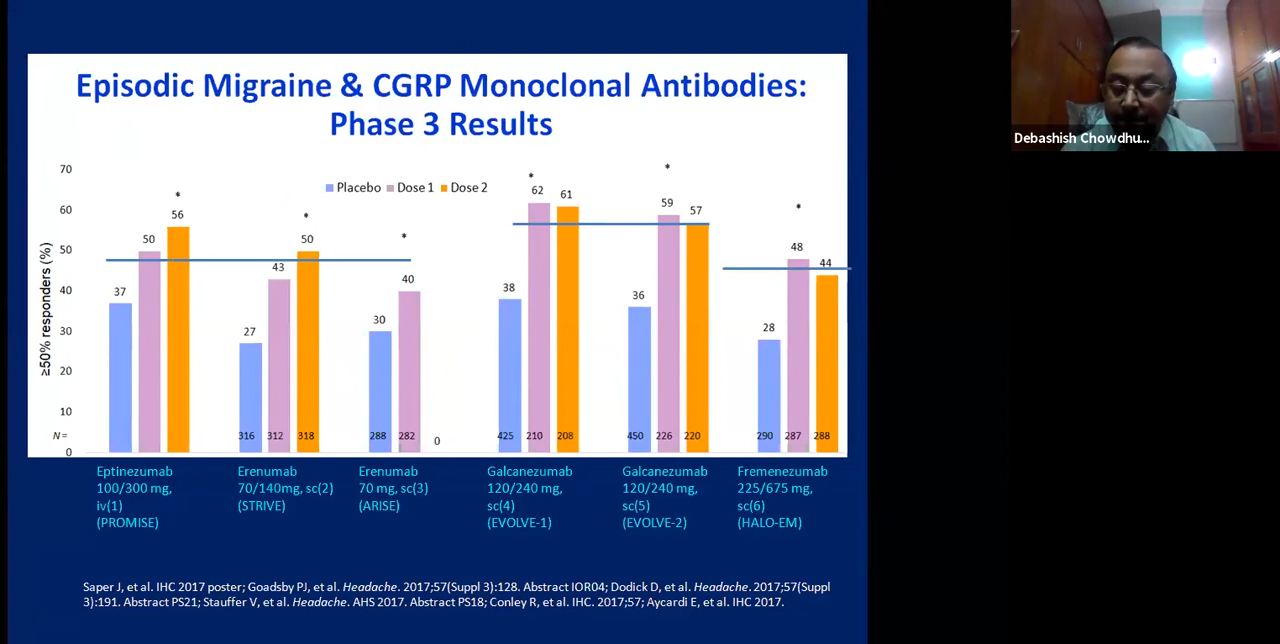 Episodic Migraine & CGRP Monoclonal Antibodies:
Phase 3 Results
Debashish Chowdhu...
≥50% responders (%)
70
60
50
40
30
20
10
0
N =
Placebo Dose 1 Dose 2
37 50 56 *
27 43 50 *
30 40 * 0
38 62 61 *
36 59 57 *
28 48 44 *
316 312 318
288 282
425 210 208
450 226 220
290 287 288
Eptinezumab
100/300 mg,
iv(1)
(PROMISE)
Erenumab
70/140mg, sc(2)
(STRIVE)
Erenumab
70 mg, sc(3)
(ARISE)
Galcanezumab
120/240 mg,
sc(4)
(EVOLVE-1)
Galcanezumab
120/240 mg,
sc(5)
(EVOLVE-2)
Fremenezumab
225/675 mg,
sc(6)
(HALO-EM)
Saper J, et al. IHC 2017 poster; Goadsby PJ, et al. Headache. 2017;57(Suppl 3):128. Abstract IOR04; Dodick D, et al. Headache. 2017;57(Suppl
3):191. Abstract PS21; Stauffer V, et al. Headache. AHS 2017. Abstract PS18; Conley R, et al. IHC. 2017;57; Aycardi E, et al. IHC 2017.